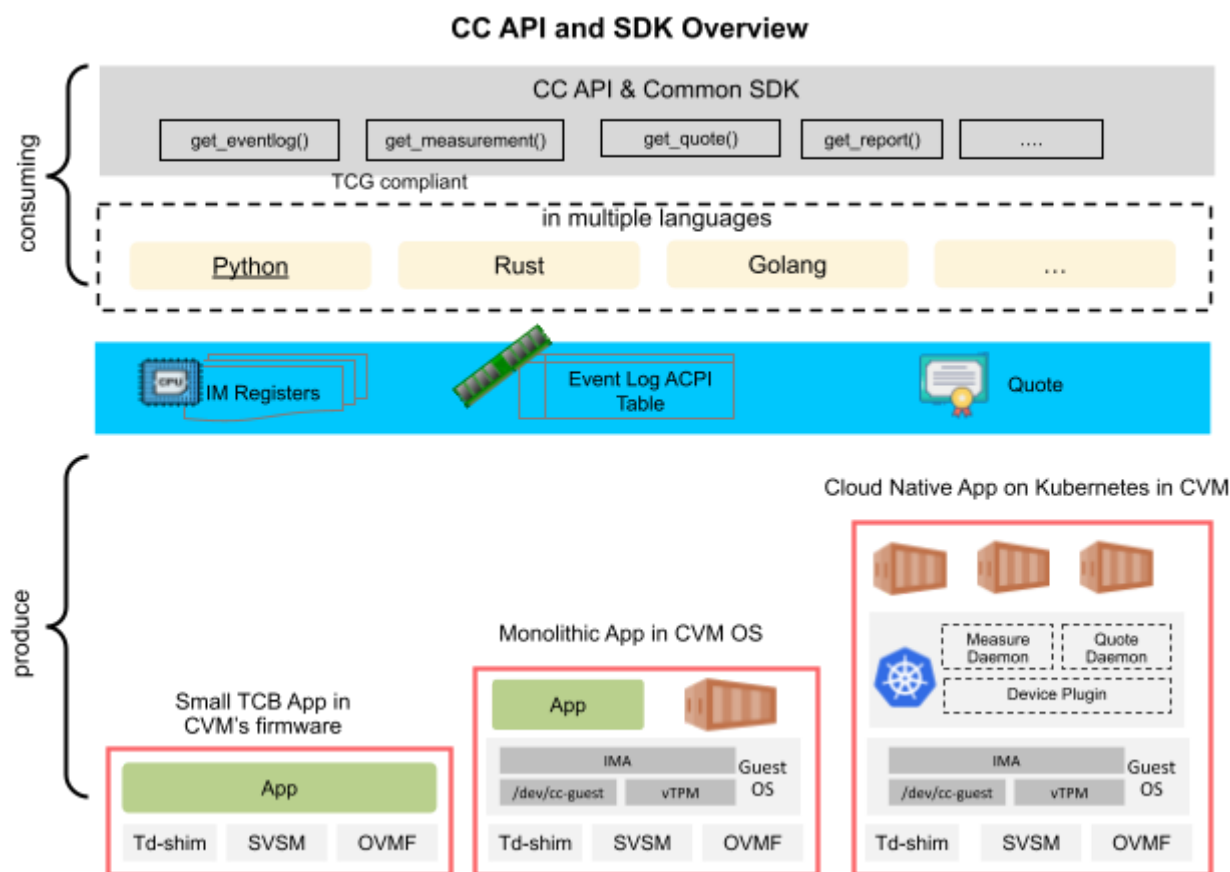 CC API and SDK Overview
consuming
CC API & Common SDK
get_eventlog()
get_measurement()
get_quote()
get_report()
....
TCG compliant
in multiple languages
Python
Rust
Golang
...
CPU
IM Registers
Event Log ACPI
Table
Quote
produce
Cloud Native App on Kubernetes in CVM
Measure
Daemon
Quote
Daemon
Device Plugin
IMA
/dev/cc-guest
vTPM
Guest
OS
Td-shim
SVSM
OVMF
Monolithic App in CVM OS
App
IMA
/dev/cc-guest
vTPM
Guest
OS
Td-shim
SVSM
OVMF
Small TCB App in
CVM's firmware
App
Td-shim
SVSM
OVMF